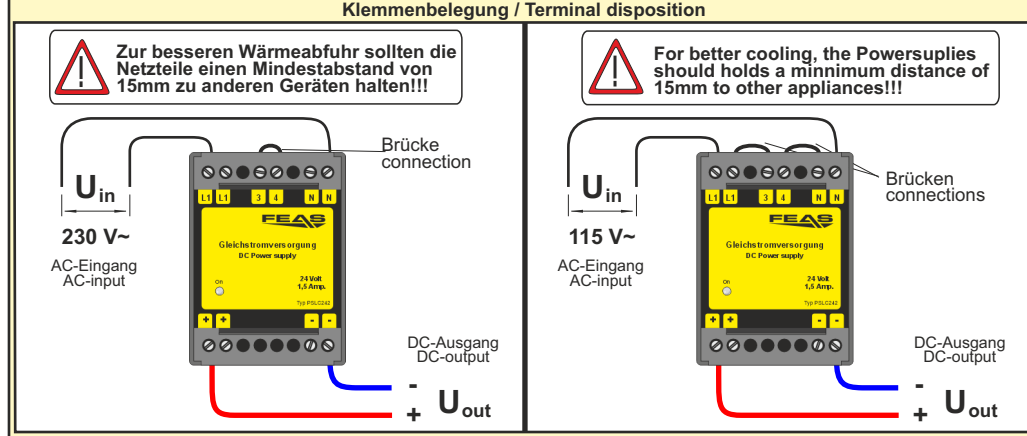 Klemmenbelegung / Terminal disposition
Zur besseren Wärmeabfuhr sollten die
Netzteile einen Mindestabstand von
15mm zu anderen Geräten halten!!!
Brücke
connection
U in
230 V~
AC-Eingang
AC-input
L1 L1 3 4 N N
FEAS
Gleichstromversorgung
DC Power supply
On
24 Volt
1,5 Amp.
Typ PSLC242
+ + - -
DC-Ausgang
DC-output
-
+
U out
For better cooling, the Powersuplies
should holds a minnimum distance of
15mm to other appliances!!!
Brücken
connections
U in
115 V~
AC-Eingang
AC-input
L1 L1 3 4 N N
FEAS
Gleichstromversorgung
DC Power supply
On
24 Volt
1,5 Amp.
Typ PSLC242
+ + - -
DC-Ausgang
DC-output
-
+
U out